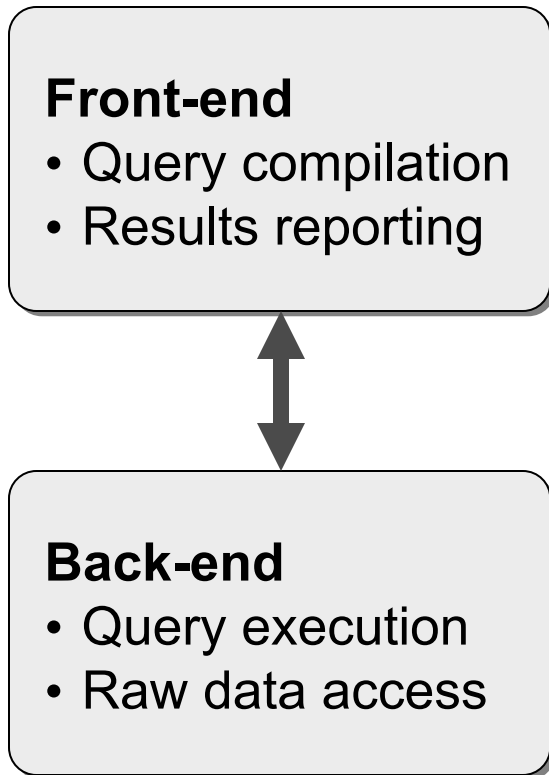 Front-end
• Query compilation
• Results reporting
Back-end
• Query execution
• Raw data access